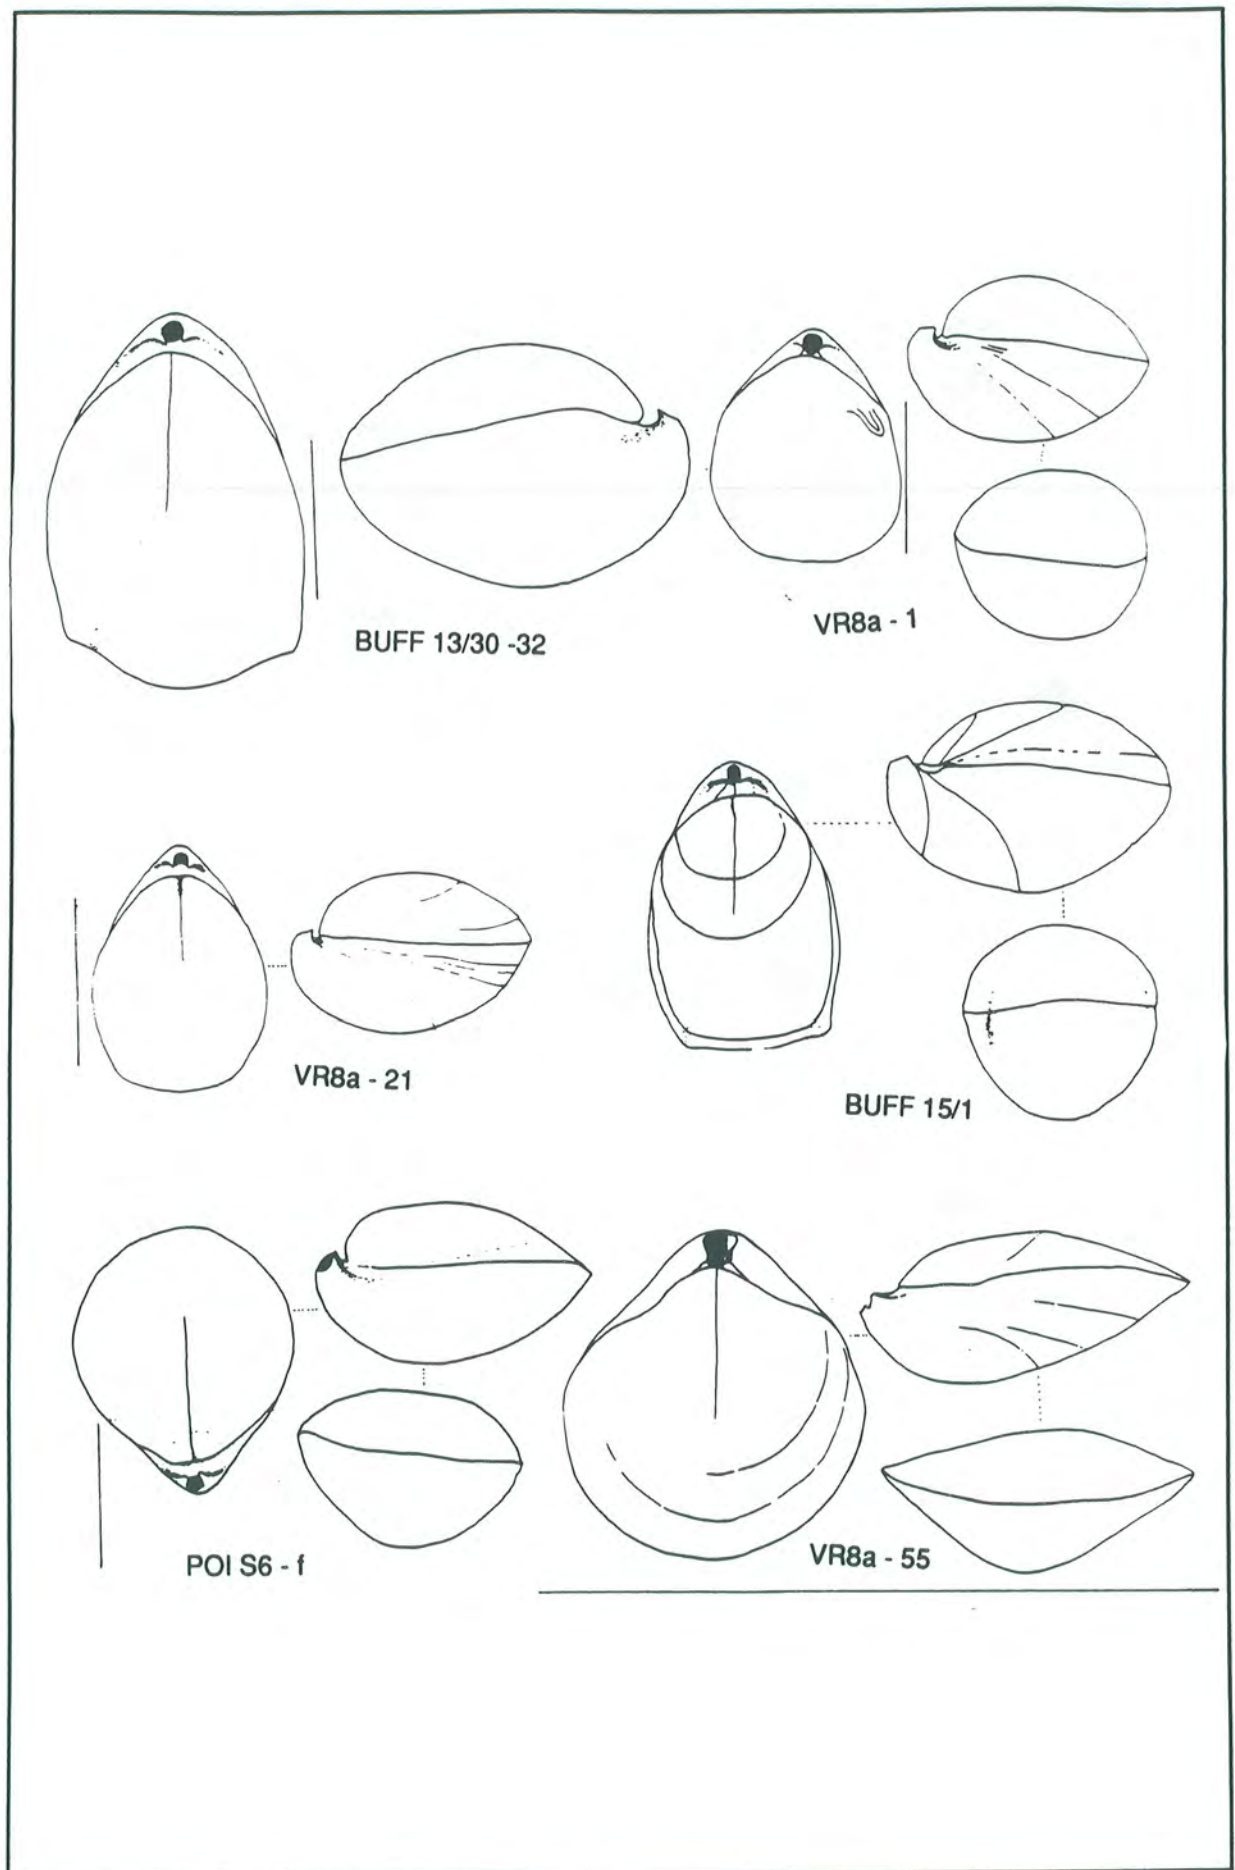 BUFF 13/30 -32
VR8a - 1
VR8a - 21
BUFF 15/1
POI S6 - f
VR8a - 55